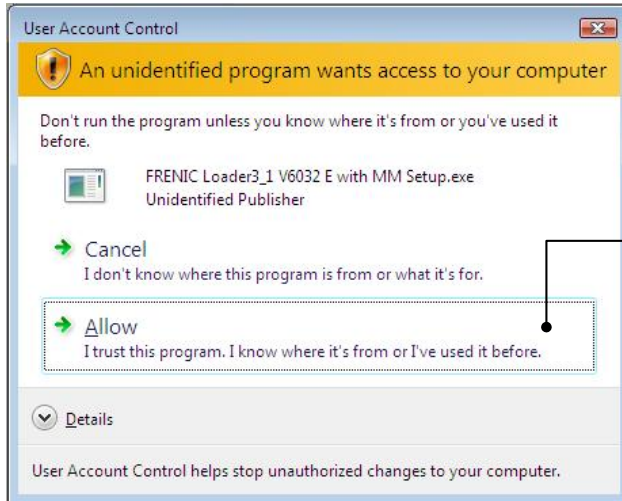 User Account Control
An unidentified program wants access to your computer
Don't run the program unless you know where it's from or you've used it
before.
FRENIC Loader3_1 V6032 E with MM Setup.exe
Unidentified Publisher
Cancel
I don't know where this program is from or what it's for.
Allow
I trust this program. I know where it's from or I've used it before.
Details
User Account Control helps stop unauthorized changes to your computer.